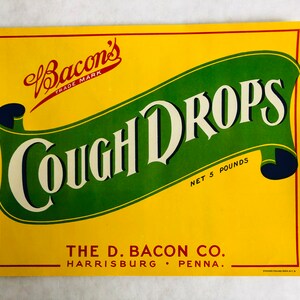 Bacon's
TRADE MARK
COUGH DROPS
NET 5 POUNDS
THE D. BACON CO.
HARRISBURG • PENNA.